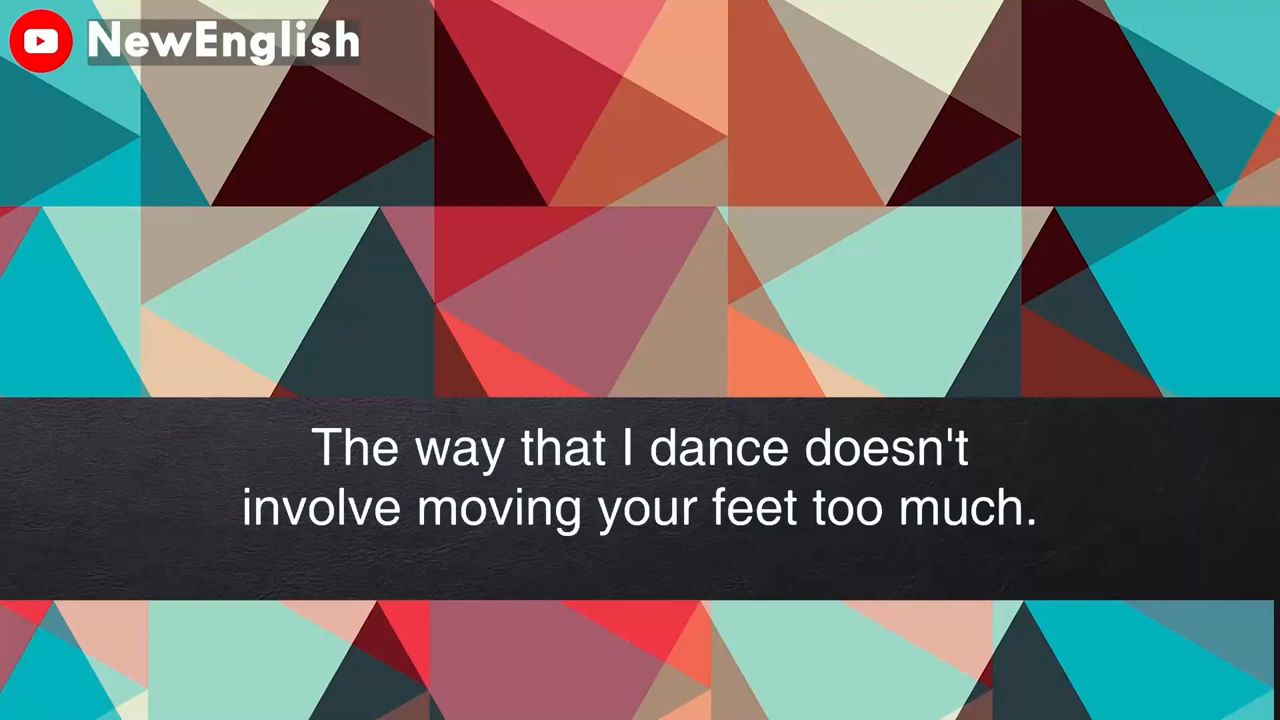 NewEnglish
The way that I dance doesn't
involve moving your feet too much.